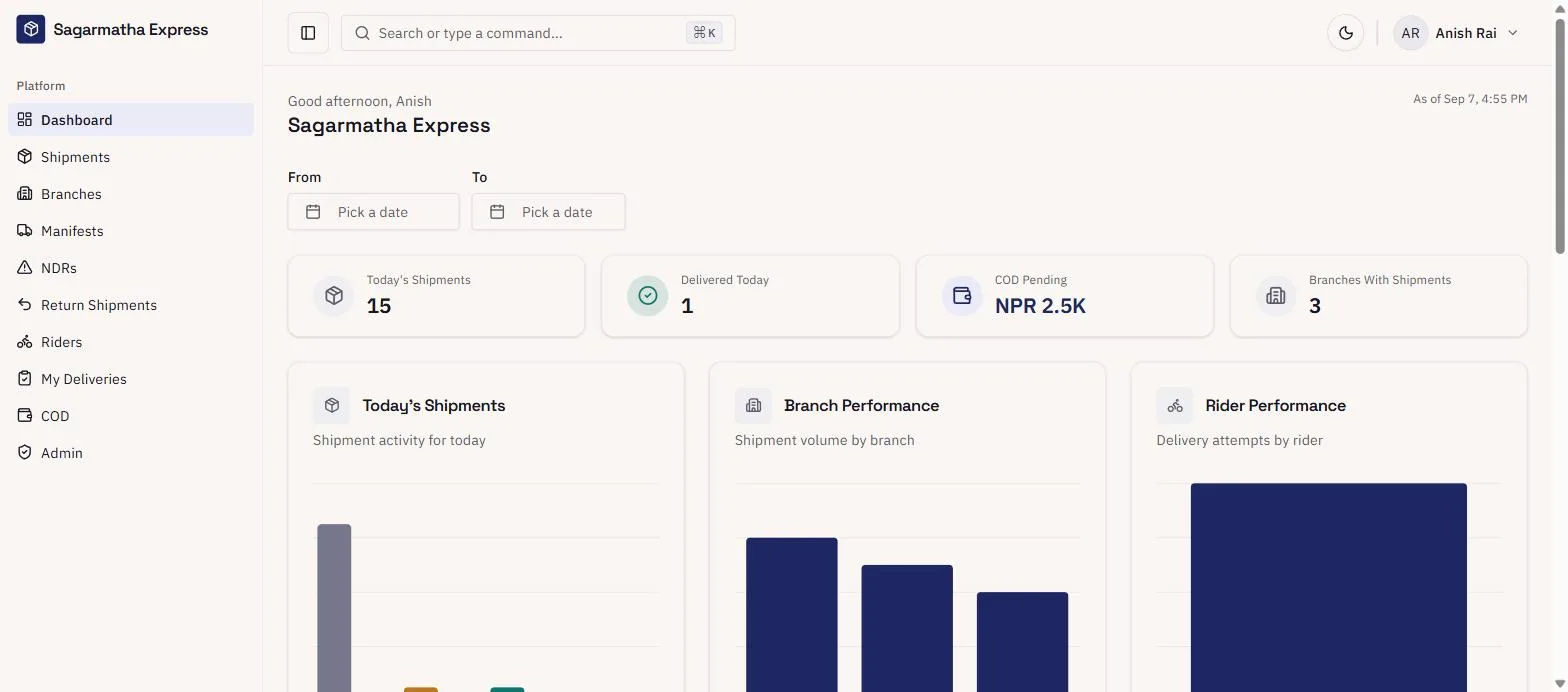 Sagarmatha Express
Search or type a command...
⌘K
AR
Anish Rai
Platform
Dashboard
Shipments
Branches
Manifests
NDRs
Return Shipments
Riders
My Deliveries
COD
Admin
Good afternoon, Anish
As of Sep 7, 4:55 PM
Sagarmatha Express
From
To
Pick a date
Pick a date
Today's Shipments
15
Delivered Today
1
COD Pending
NPR 2.5K
Branches With Shipments
3
Today's Shipments
Shipment activity for today
Branch Performance
Shipment volume by branch
Rider Performance
Delivery attempts by rider